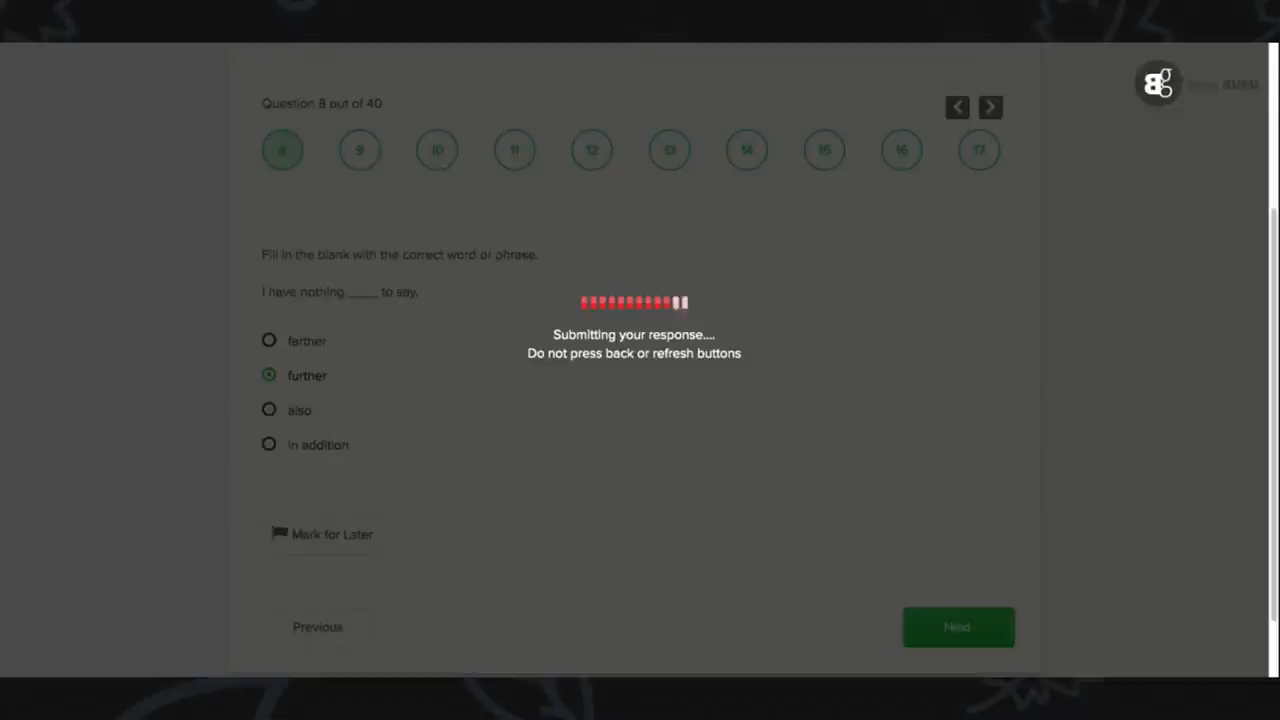 Question 8 out of 40
8 9 10 11 12 13 14 15 16 17
Fill in the blank with the correct word or phrase.
I have nothing ____ to say.
farther
further
also
in addition
Submitting your response....
Do not press back or refresh buttons
Mark for Later
Previous
Next